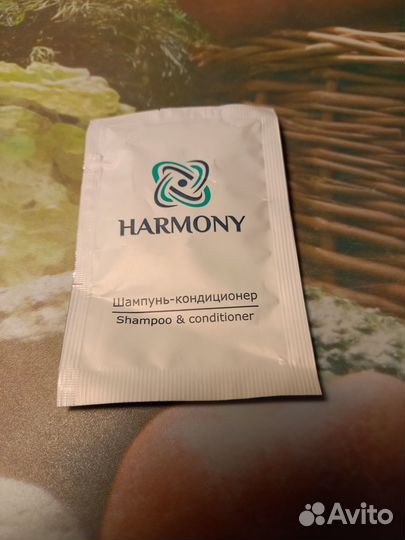 HARMONY
Шампунь-кондиционер
Shampoo & conditioner
Avito